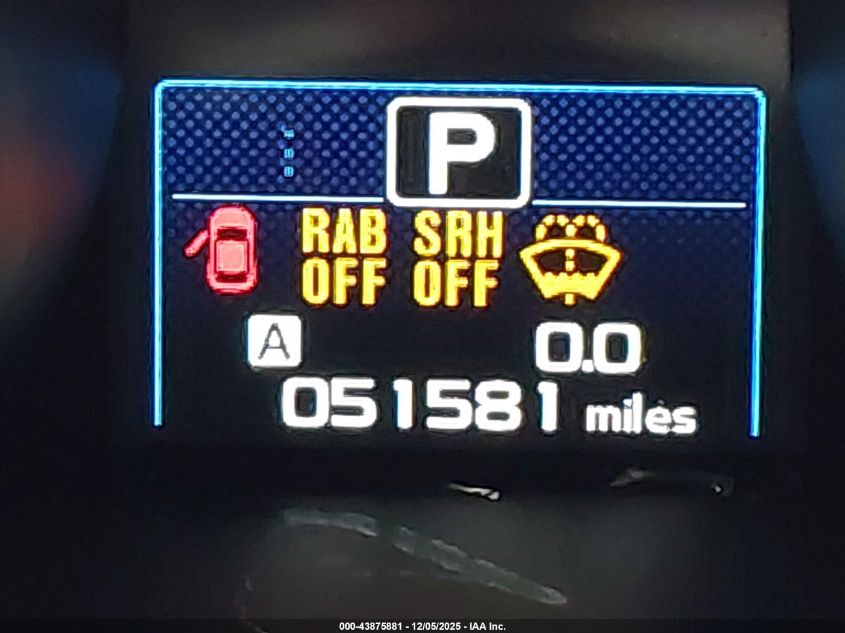 P
RAB SRH
OFF OFF
A 0.0
051581 miles
000-43875881 - 12/05/2025 - IAA Inc.